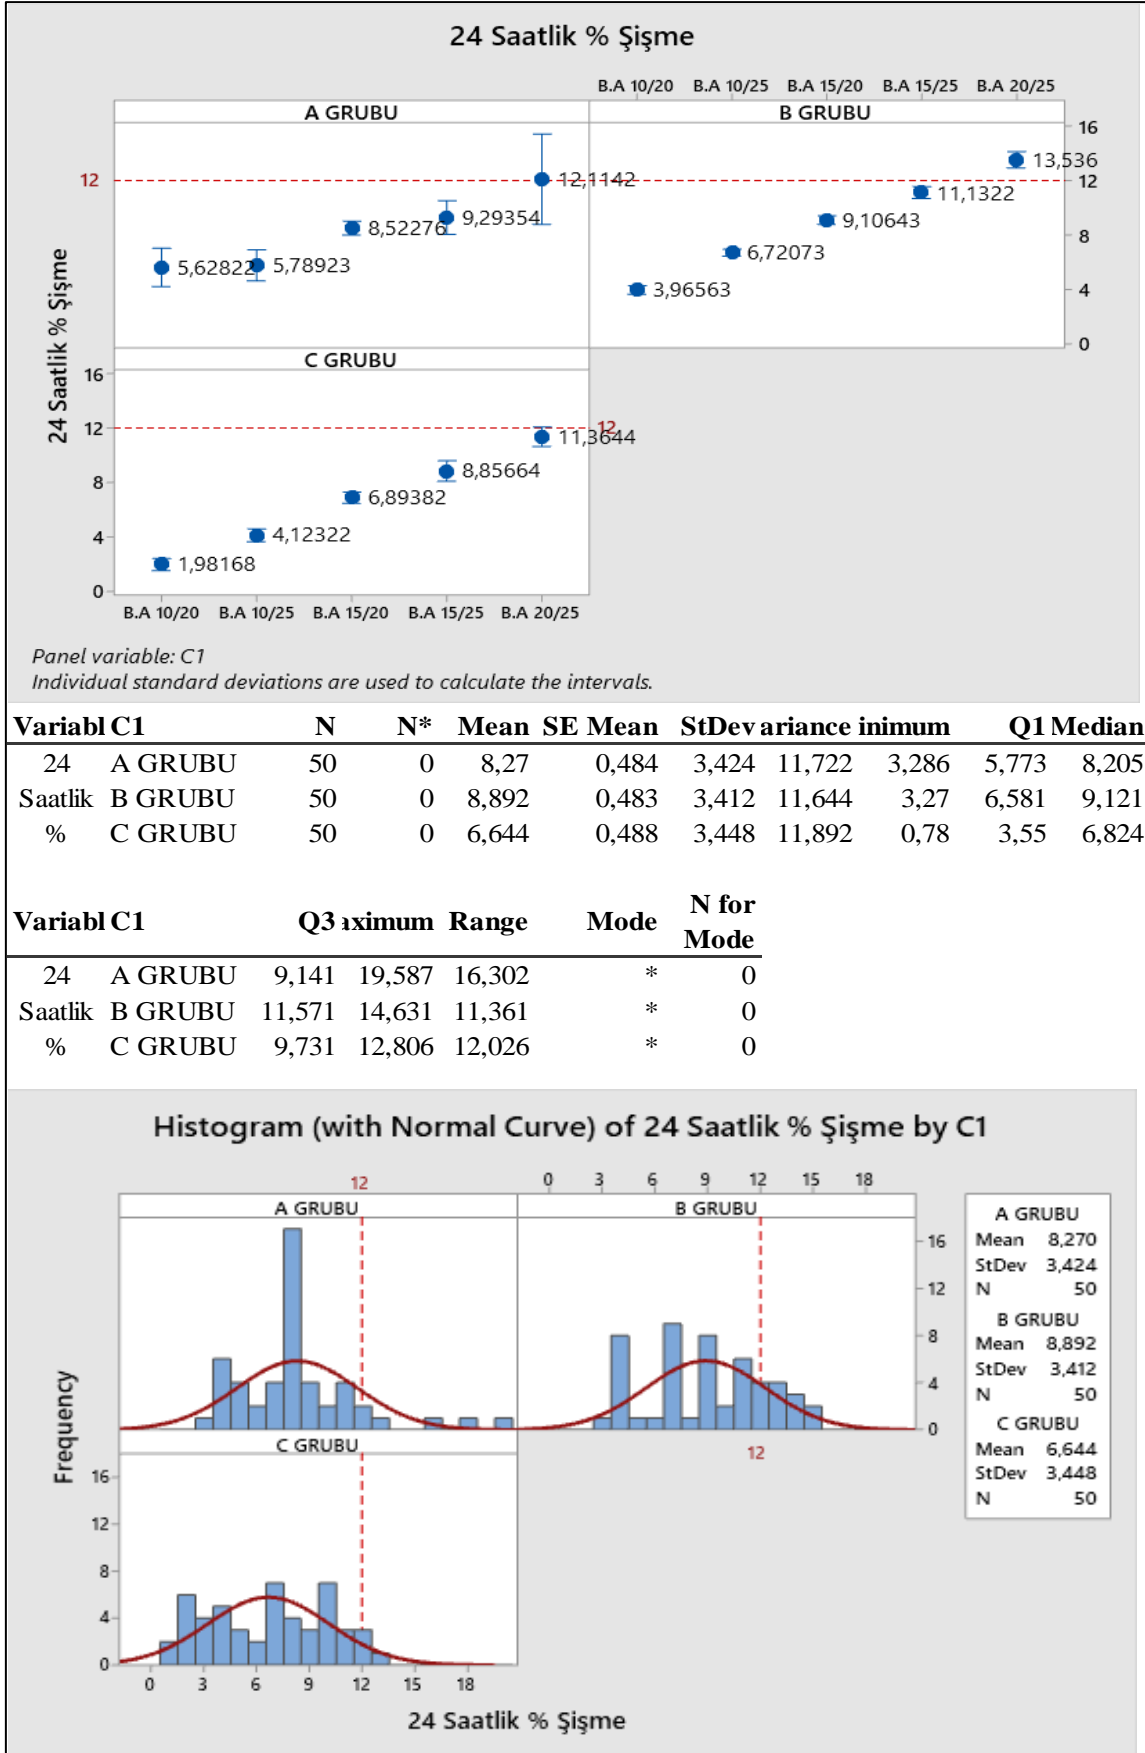 24 Saatlik % Şişme
B.A 10/20 B.A 10/25 B.A 15/20 B.A 15/25 B.A 20/25
A GRUBU
B GRUBU
12
5,62822
5,78923
8,52276
9,29354
12,1142
3,96563
6,72073
9,10643
11,1322
13,536
16
12
8
4
0
24 Saatlik % Şişme
C GRUBU
16
12
8
4
0
12
1,98168
4,12322
6,89382
8,85664
11,3644
B.A 10/20 B.A 10/25 B.A 15/20 B.A 15/25 B.A 20/25
Panel variable: C1
Individual standard deviations are used to calculate the intervals.
Variabl C1 N N* Mean SE Mean StDev ariance inimum Q1 Median
24 A GRUBU 50 0 8,27 0,484 3,424 11,722 3,286 5,773 8,205
Saatlik B GRUBU 50 0 8,892 0,483 3,412 11,644 3,27 6,581 9,121
% C GRUBU 50 0 6,644 0,488 3,448 11,892 0,78 3,55 6,824
Variabl C1 Q3 aximum Range Mode N for Mode
24 A GRUBU 9,141 19,587 16,302 * 0
Saatlik B GRUBU 11,571 14,631 11,361 * 0
% C GRUBU 9,731 12,806 12,026 * 0
Histogram (with Normal Curve) of 24 Saatlik % Şişme by C1
12
0 3 6 9 12 15 18
A GRUBU
B GRUBU
16
12
8
4
0
12
Frequency
C GRUBU
16
12
8
4
0
0 3 6 9 12 15 18
24 Saatlik % Şişme
A GRUBU
Mean 8,270
StDev 3,424
N 50
B GRUBU
Mean 8,892
StDev 3,412
N 50
C GRUBU
Mean 6,644
StDev 3,448
N 50